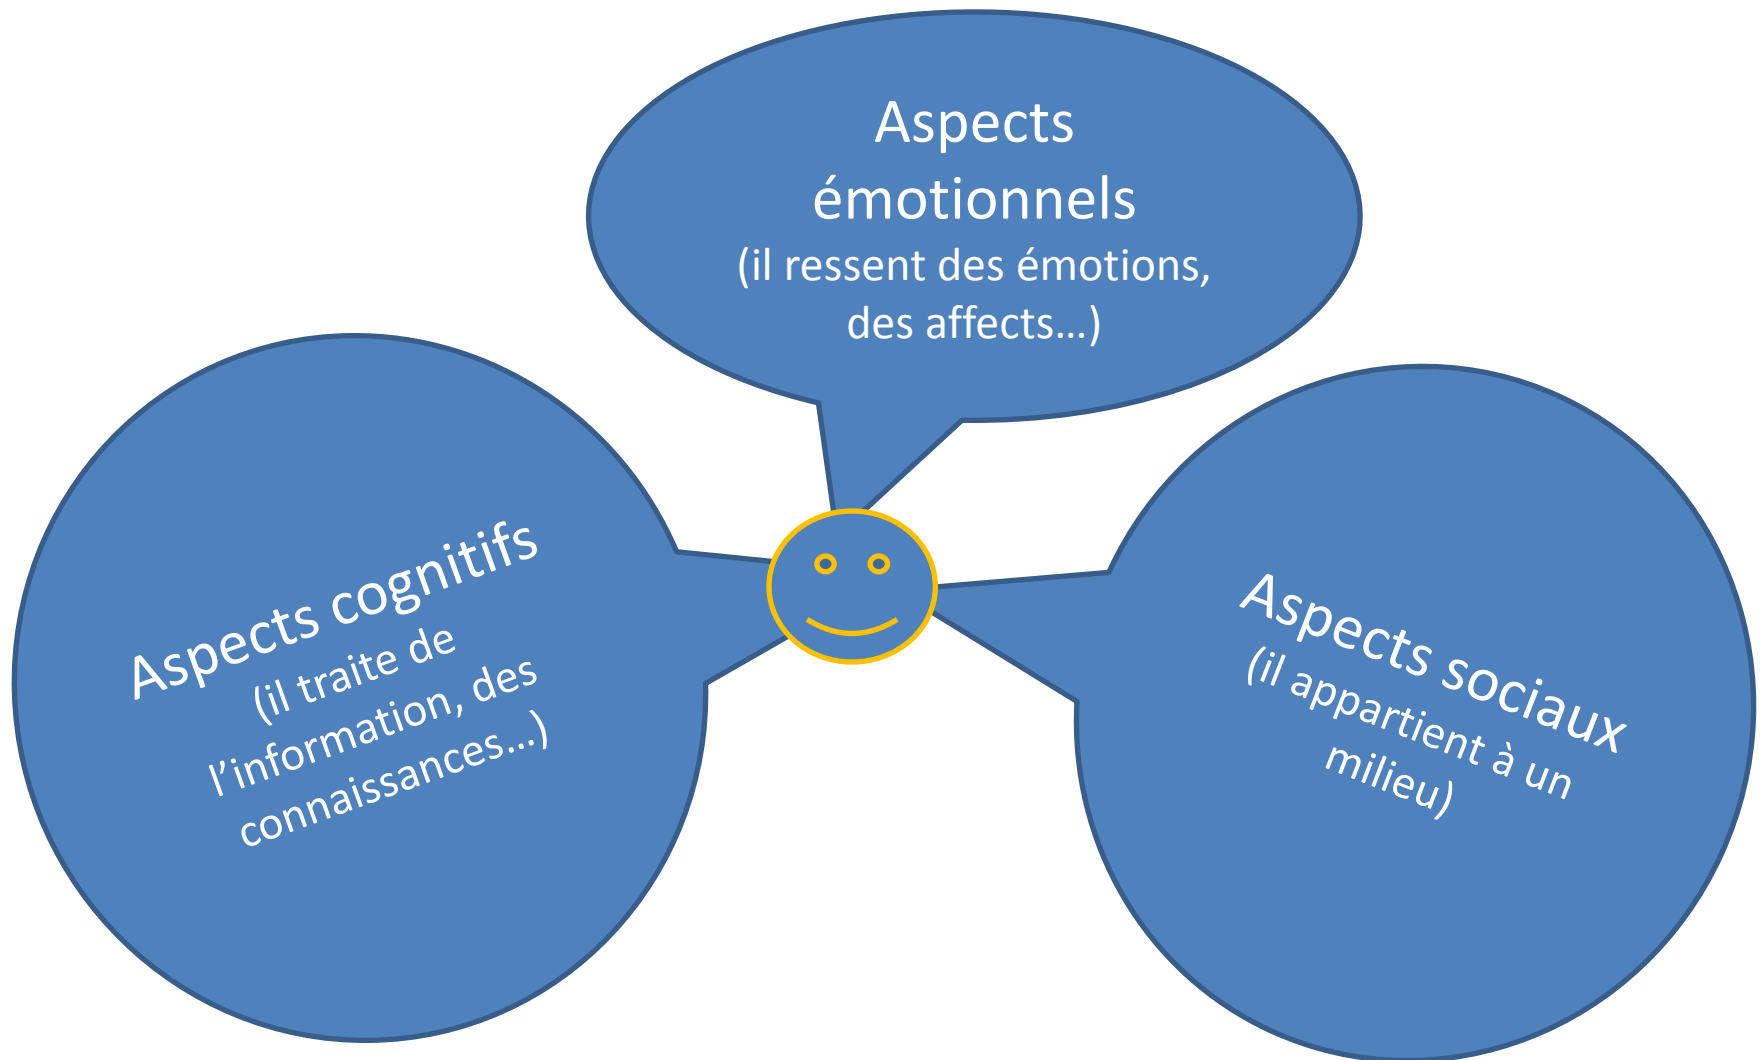 Aspects
émotionnels
(il ressent des émotions,
des affects…)
Aspects cognitifs
(il traite de
l’information, des
connaissances…)
Aspects sociaux
(il appartient à un
milieu)